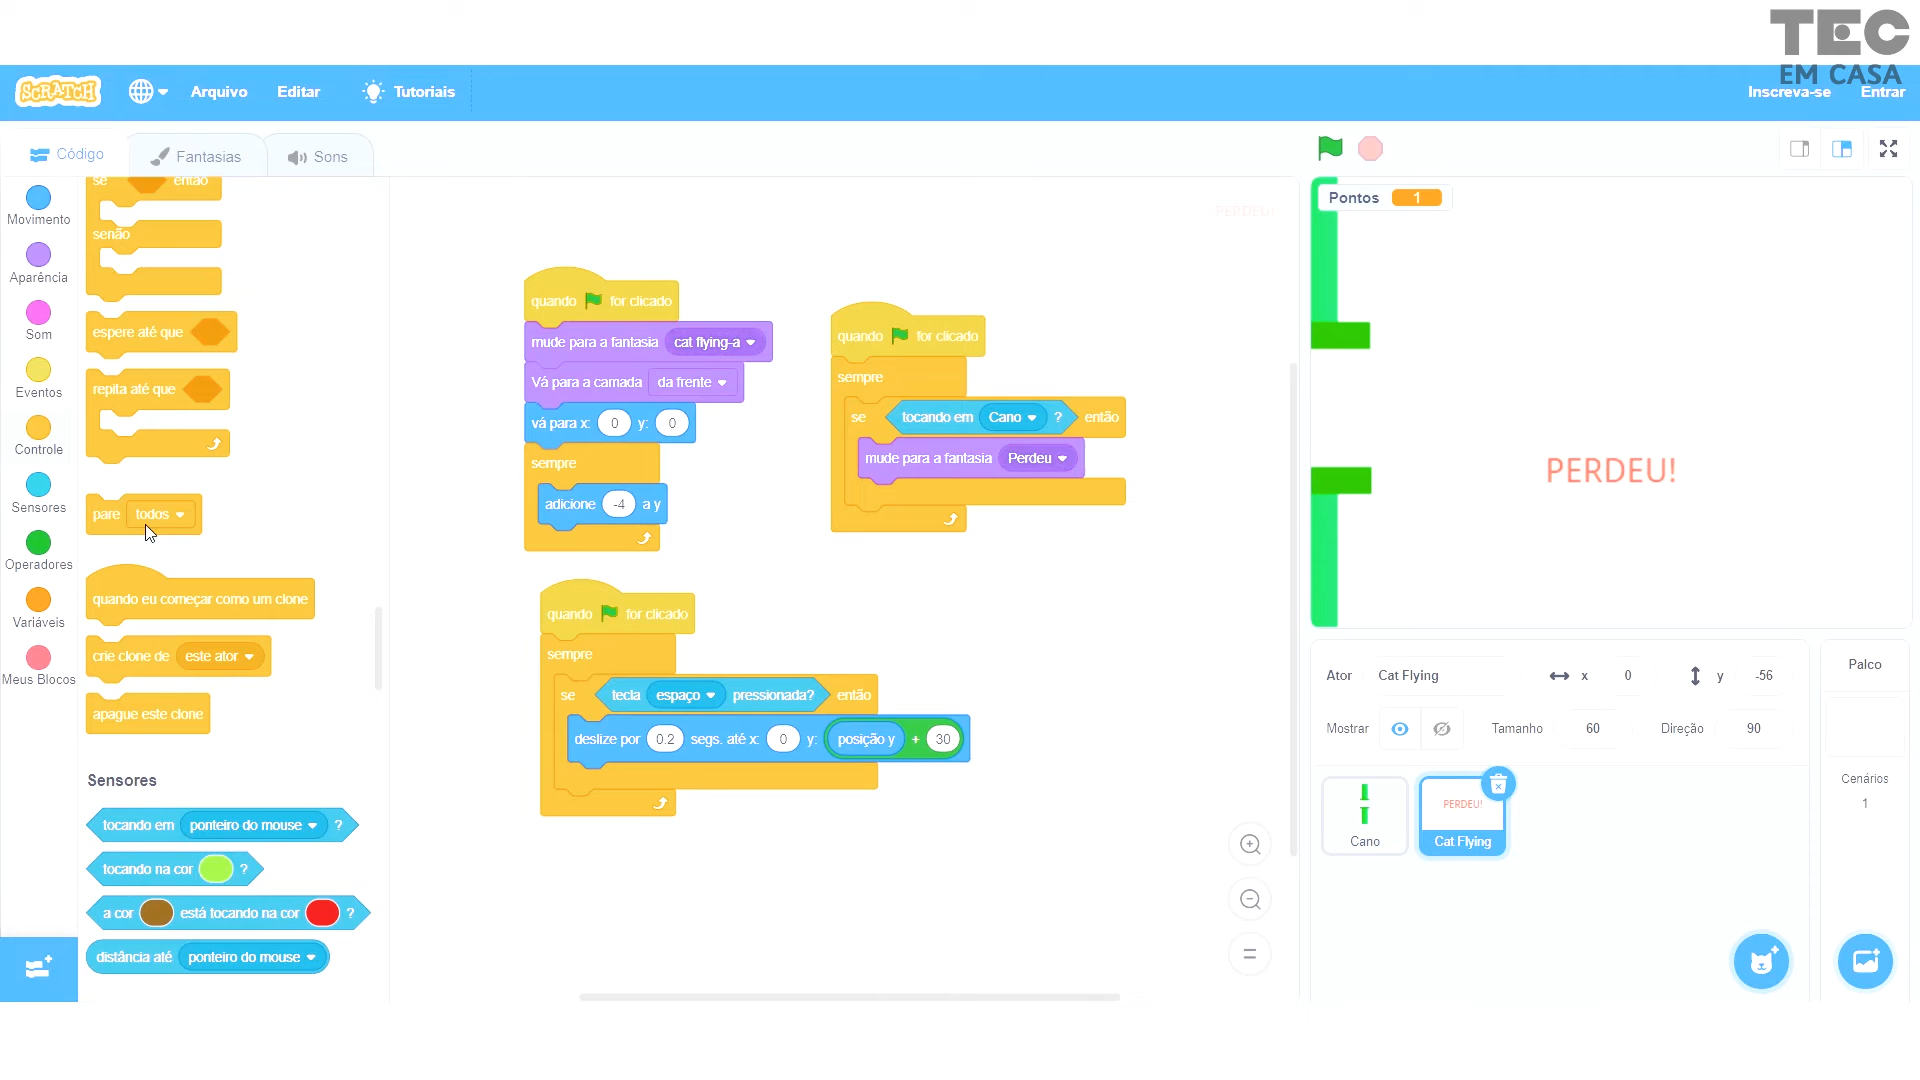 TEC
EM CASA
SCRATCH
Arquivo
Editar
Tutoriais
Inscreva-se
Entrar
Código
Fantasias
Sons
Movimento
Aparência
Som
Eventos
Controle
Sensores
Operadores
Variáveis
Meus Blocos
se então
senão
espere até que
repita até que
pare todos
quando eu começar como um clone
crie clone de este ator
apague este clone
Sensores
tocando em ponteiro do mouse ?
tocando na cor ?
a cor está tocando na cor ?
distância até ponteiro do mouse
PERDEU!
quando for clicado
mude para a fantasia cat flying-a
Vá para a camada da frente
vá para x: 0 y: 0
sempre
adicione -4 a y
quando for clicado
sempre
se tocando em Cano ? então
mude para a fantasia Perdeu
quando for clicado
sempre
se tecla espaço pressionada? então
deslize por 0.2 segs. até x: 0 y: posição y + 30
Pontos 1
PERDEU!
Ator Cat Flying x 0 y -56
Mostrar Tamanho 60 Direção 90
Cano
PERDEU!
Cat Flying
Palco
Cenários
1